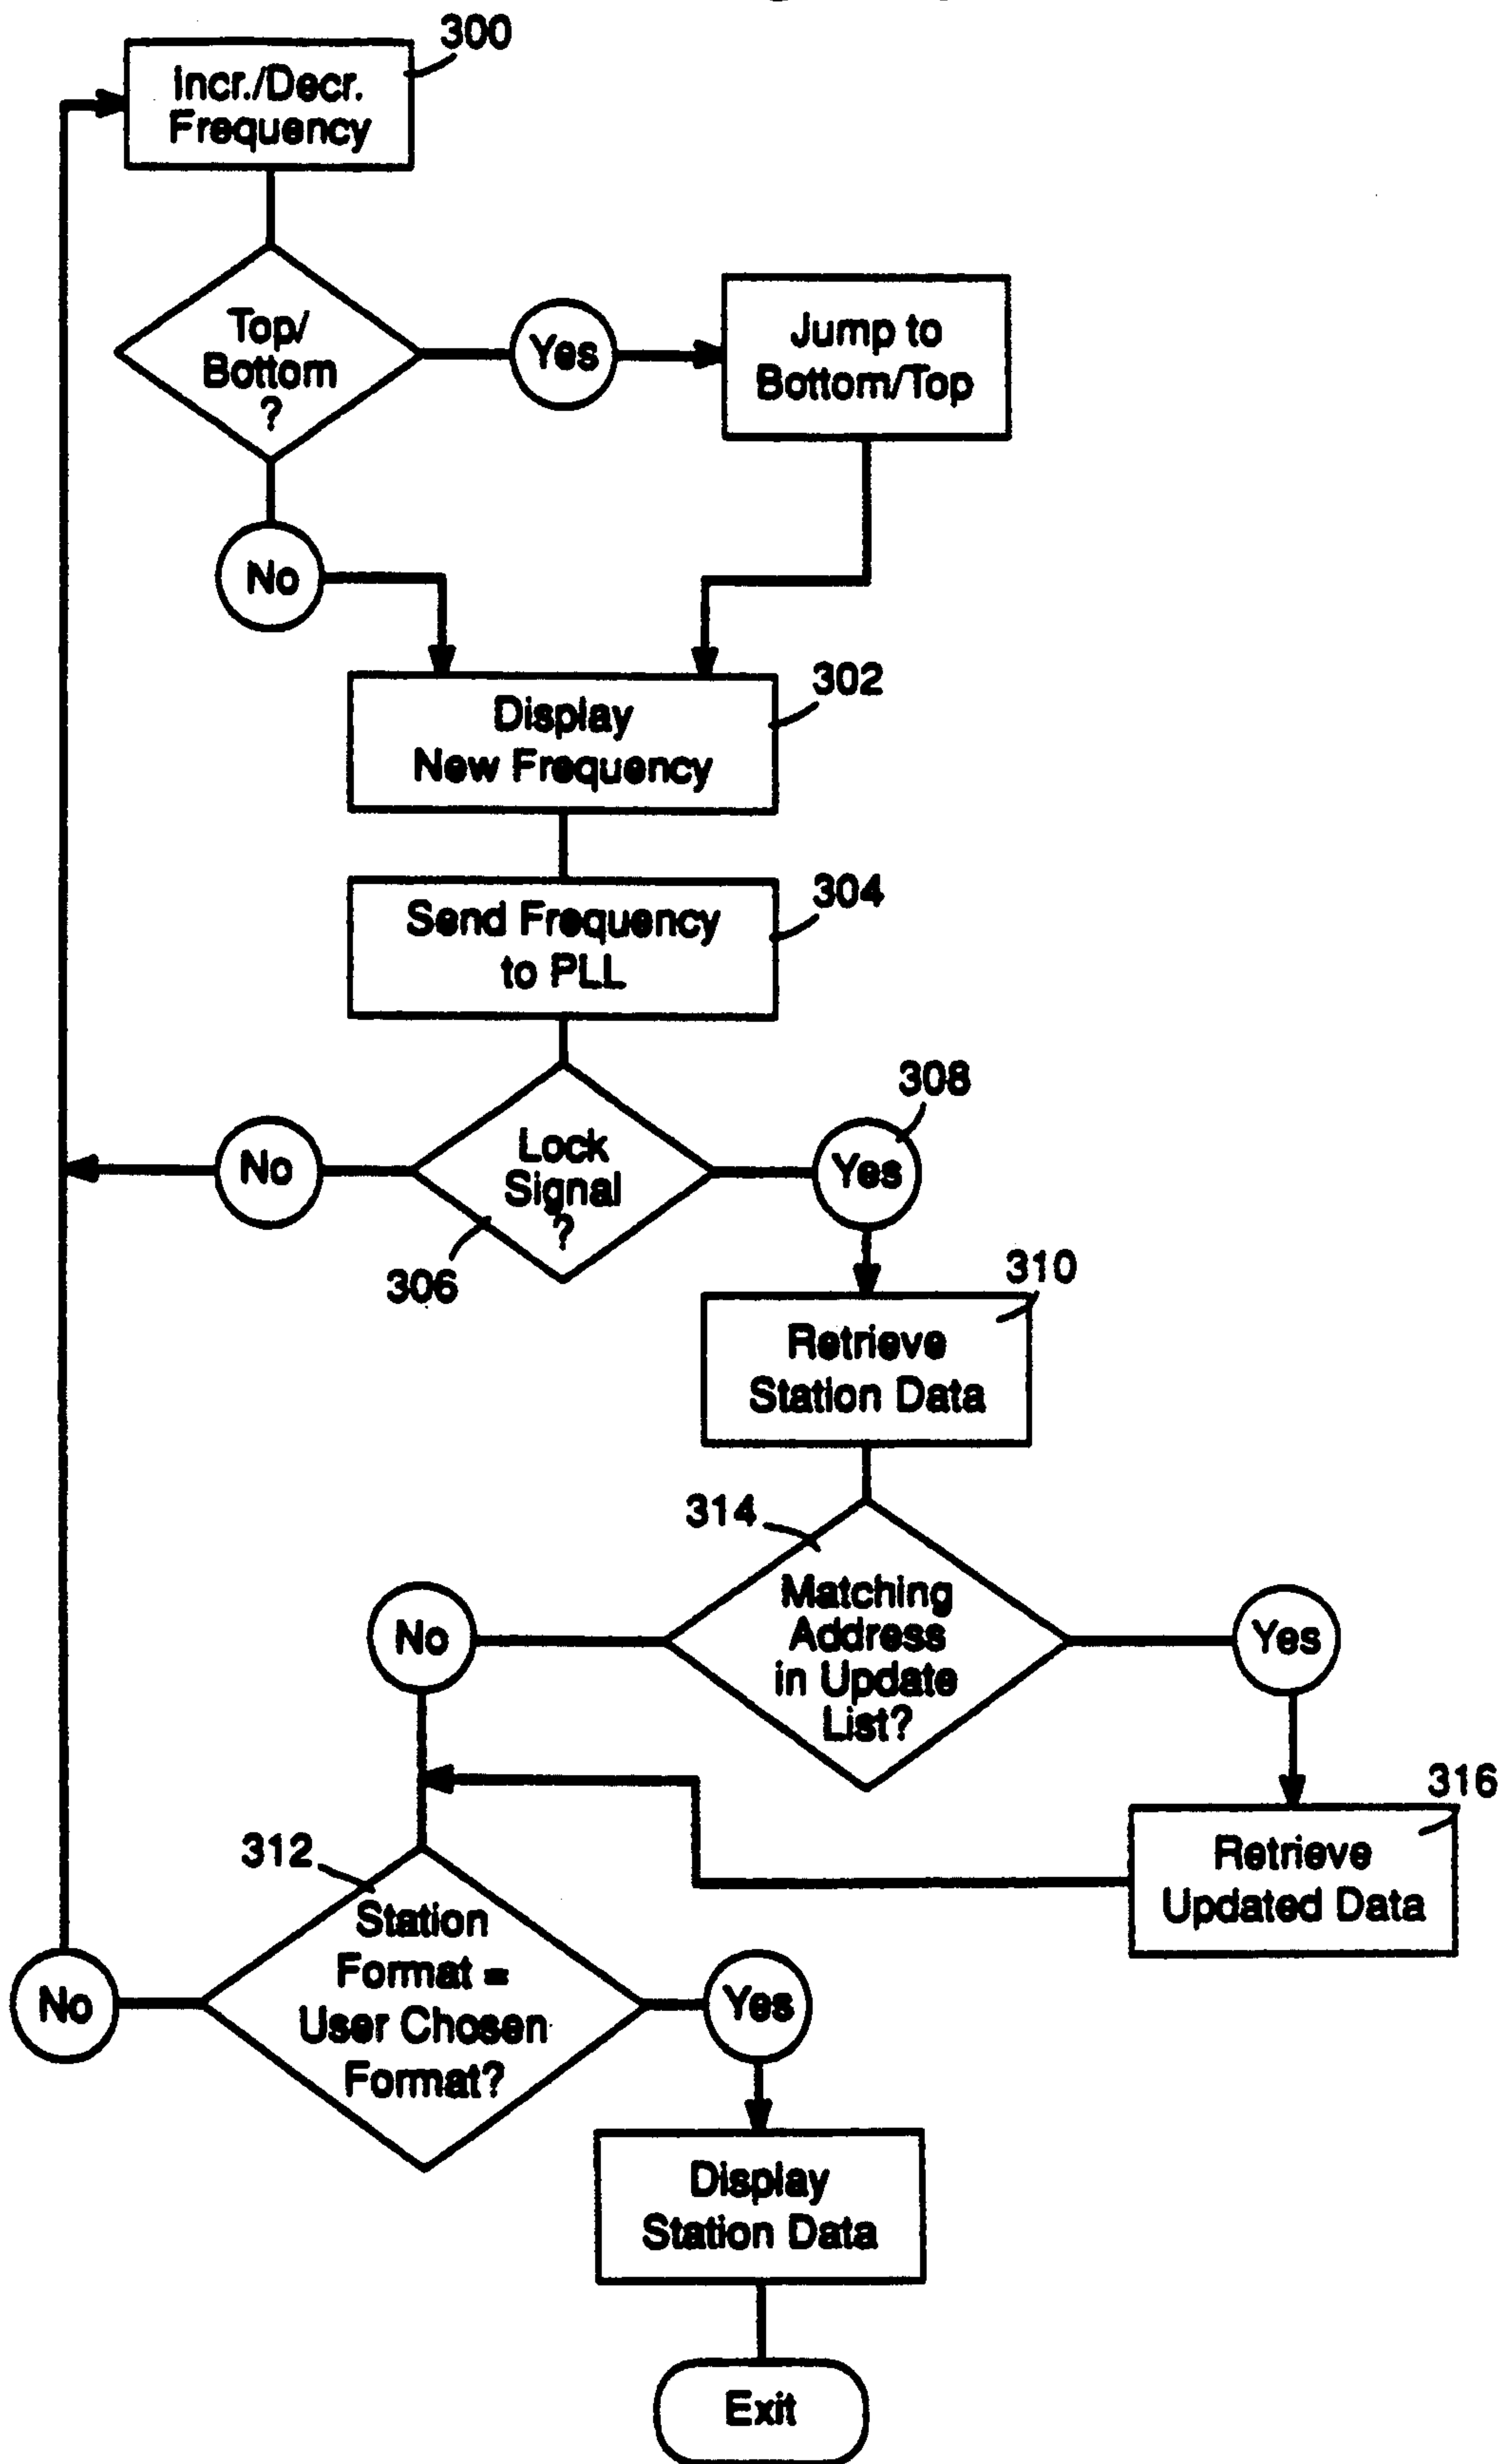 300
Incr./Decr.
Frequency
Top/
Bottom
?
Yes
Jump to
Bottom/Top
No
302
Display
New Frequency
304
Send Frequency
to PLL
308
Lock
Signal
?
No
Yes
306
310
Retrieve
Station Data
314
Matching
Address
in Update
List?
No
Yes
316
Retrieve
Updated Data
312
Station
Format =
User Chosen
Format?
No
Yes
Display
Station Data
Exit